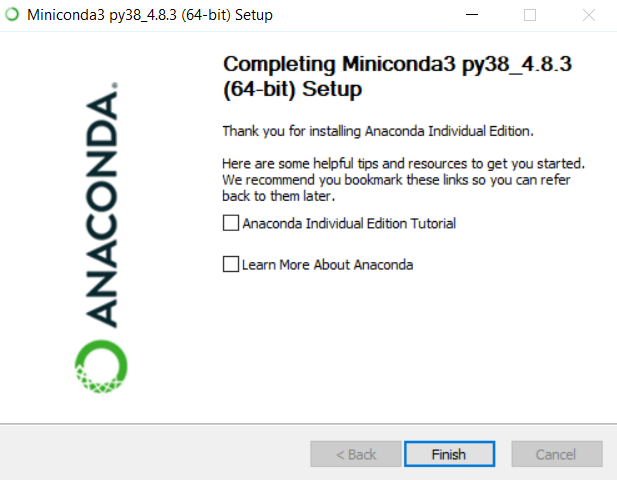 Miniconda3 py38_4.8.3 (64-bit) Setup
ANACONDA.
Completing Miniconda3 py38_4.8.3
(64-bit) Setup
Thank you for installing Anaconda Individual Edition.
Here are some helpful tips and resources to get you started.
We recommend you bookmark these links so you can refer
back to them later.
Anaconda Individual Edition Tutorial
Learn More About Anaconda
< Back
Finish
Cancel